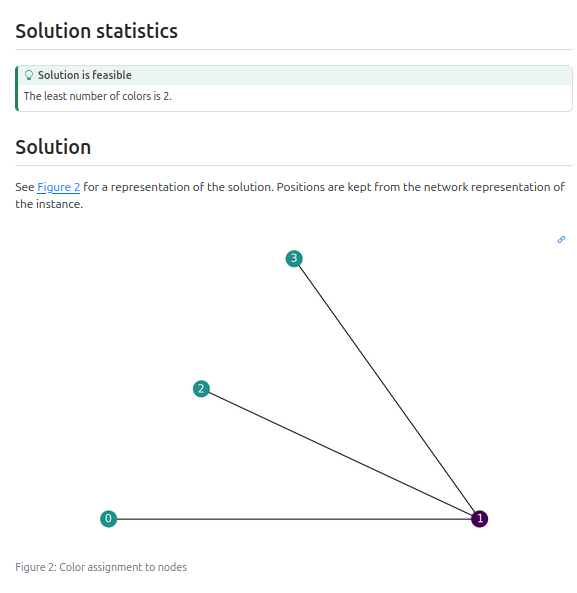 Solution statistics
Solution is feasible
The least number of colors is 2.
Solution
See Figure 2 for a representation of the solution. Positions are kept from the network representation of
the instance.
3
2
0
1
Figure 2: Color assignment to nodes